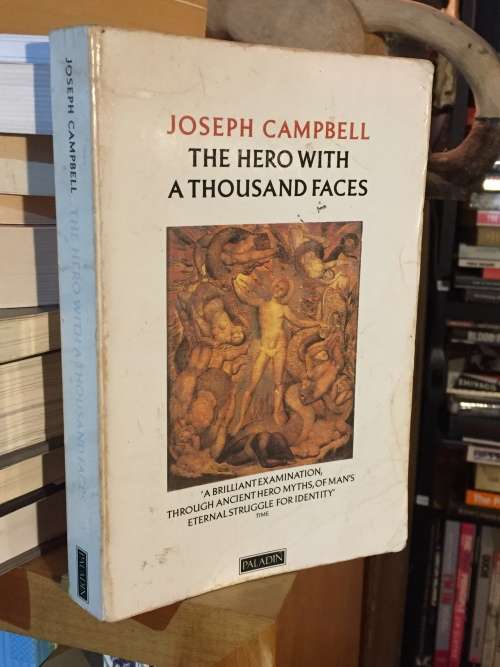 JOSEPH CAMPBELL
THE HERO WITH
A THOUSAND FACES
'A BRILLIANT EXAMINATION,
THROUGH ANCIENT HERO MYTHS, OF MAN'S
ETERNAL STRUGGLE FOR IDENTITY'
TIME
PALADIN
JOSEPH CAMPBELL THE HERO WITH A THOUSAND FACES
PALADIN